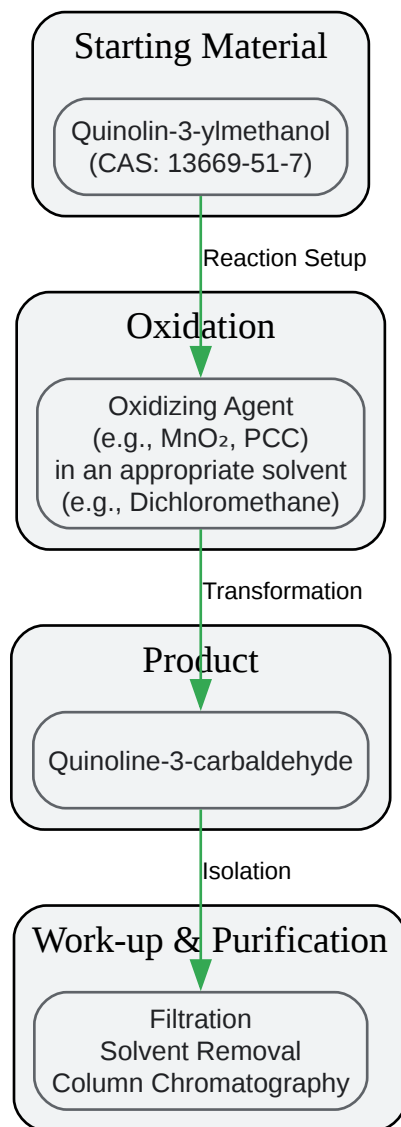 Starting Material
Quinolin-3-ylmethanol
(CAS: 13669-51-7)
Reaction Setup
Oxidation
Oxidizing Agent
(e.g., MnO₂, PCC)
in an appropriate solvent
(e.g., Dichloromethane)
Transformation
Product
Quinoline-3-carbaldehyde
Isolation
Work-up & Purification
Filtration
Solvent Removal
Column Chromatography